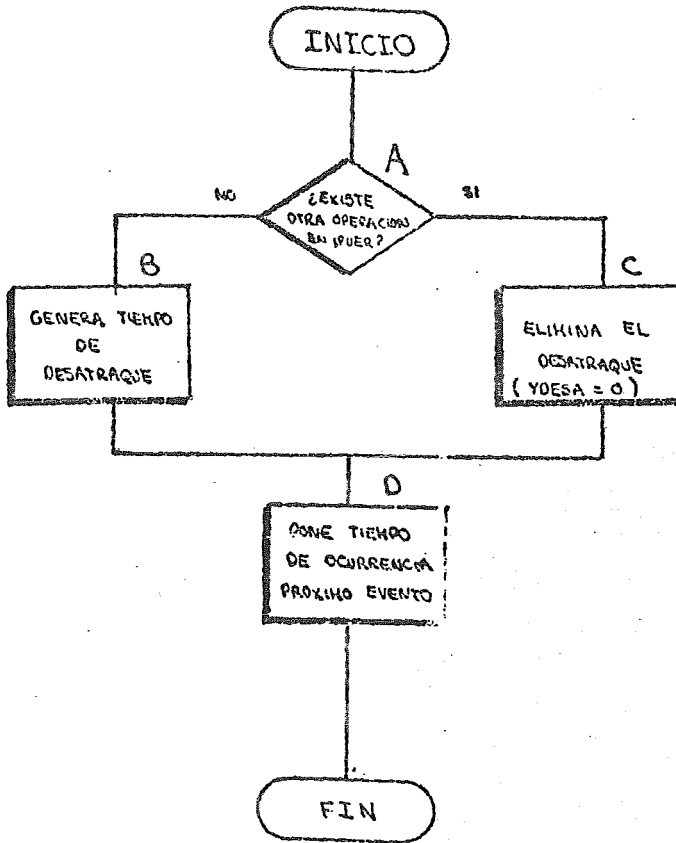 INICIO
A
NO
¿EXISTE
OTRA OPERACION
EN IPUER?
SI
B
GENERA TIEMPO
DE
DESATRAQUE
C
ELIMINA EL
DESATRAQUE
(YDESA = 0)
D
PONE TIEMPO
DE OCURRENCIA
PROXIMO EVENTO
FIN